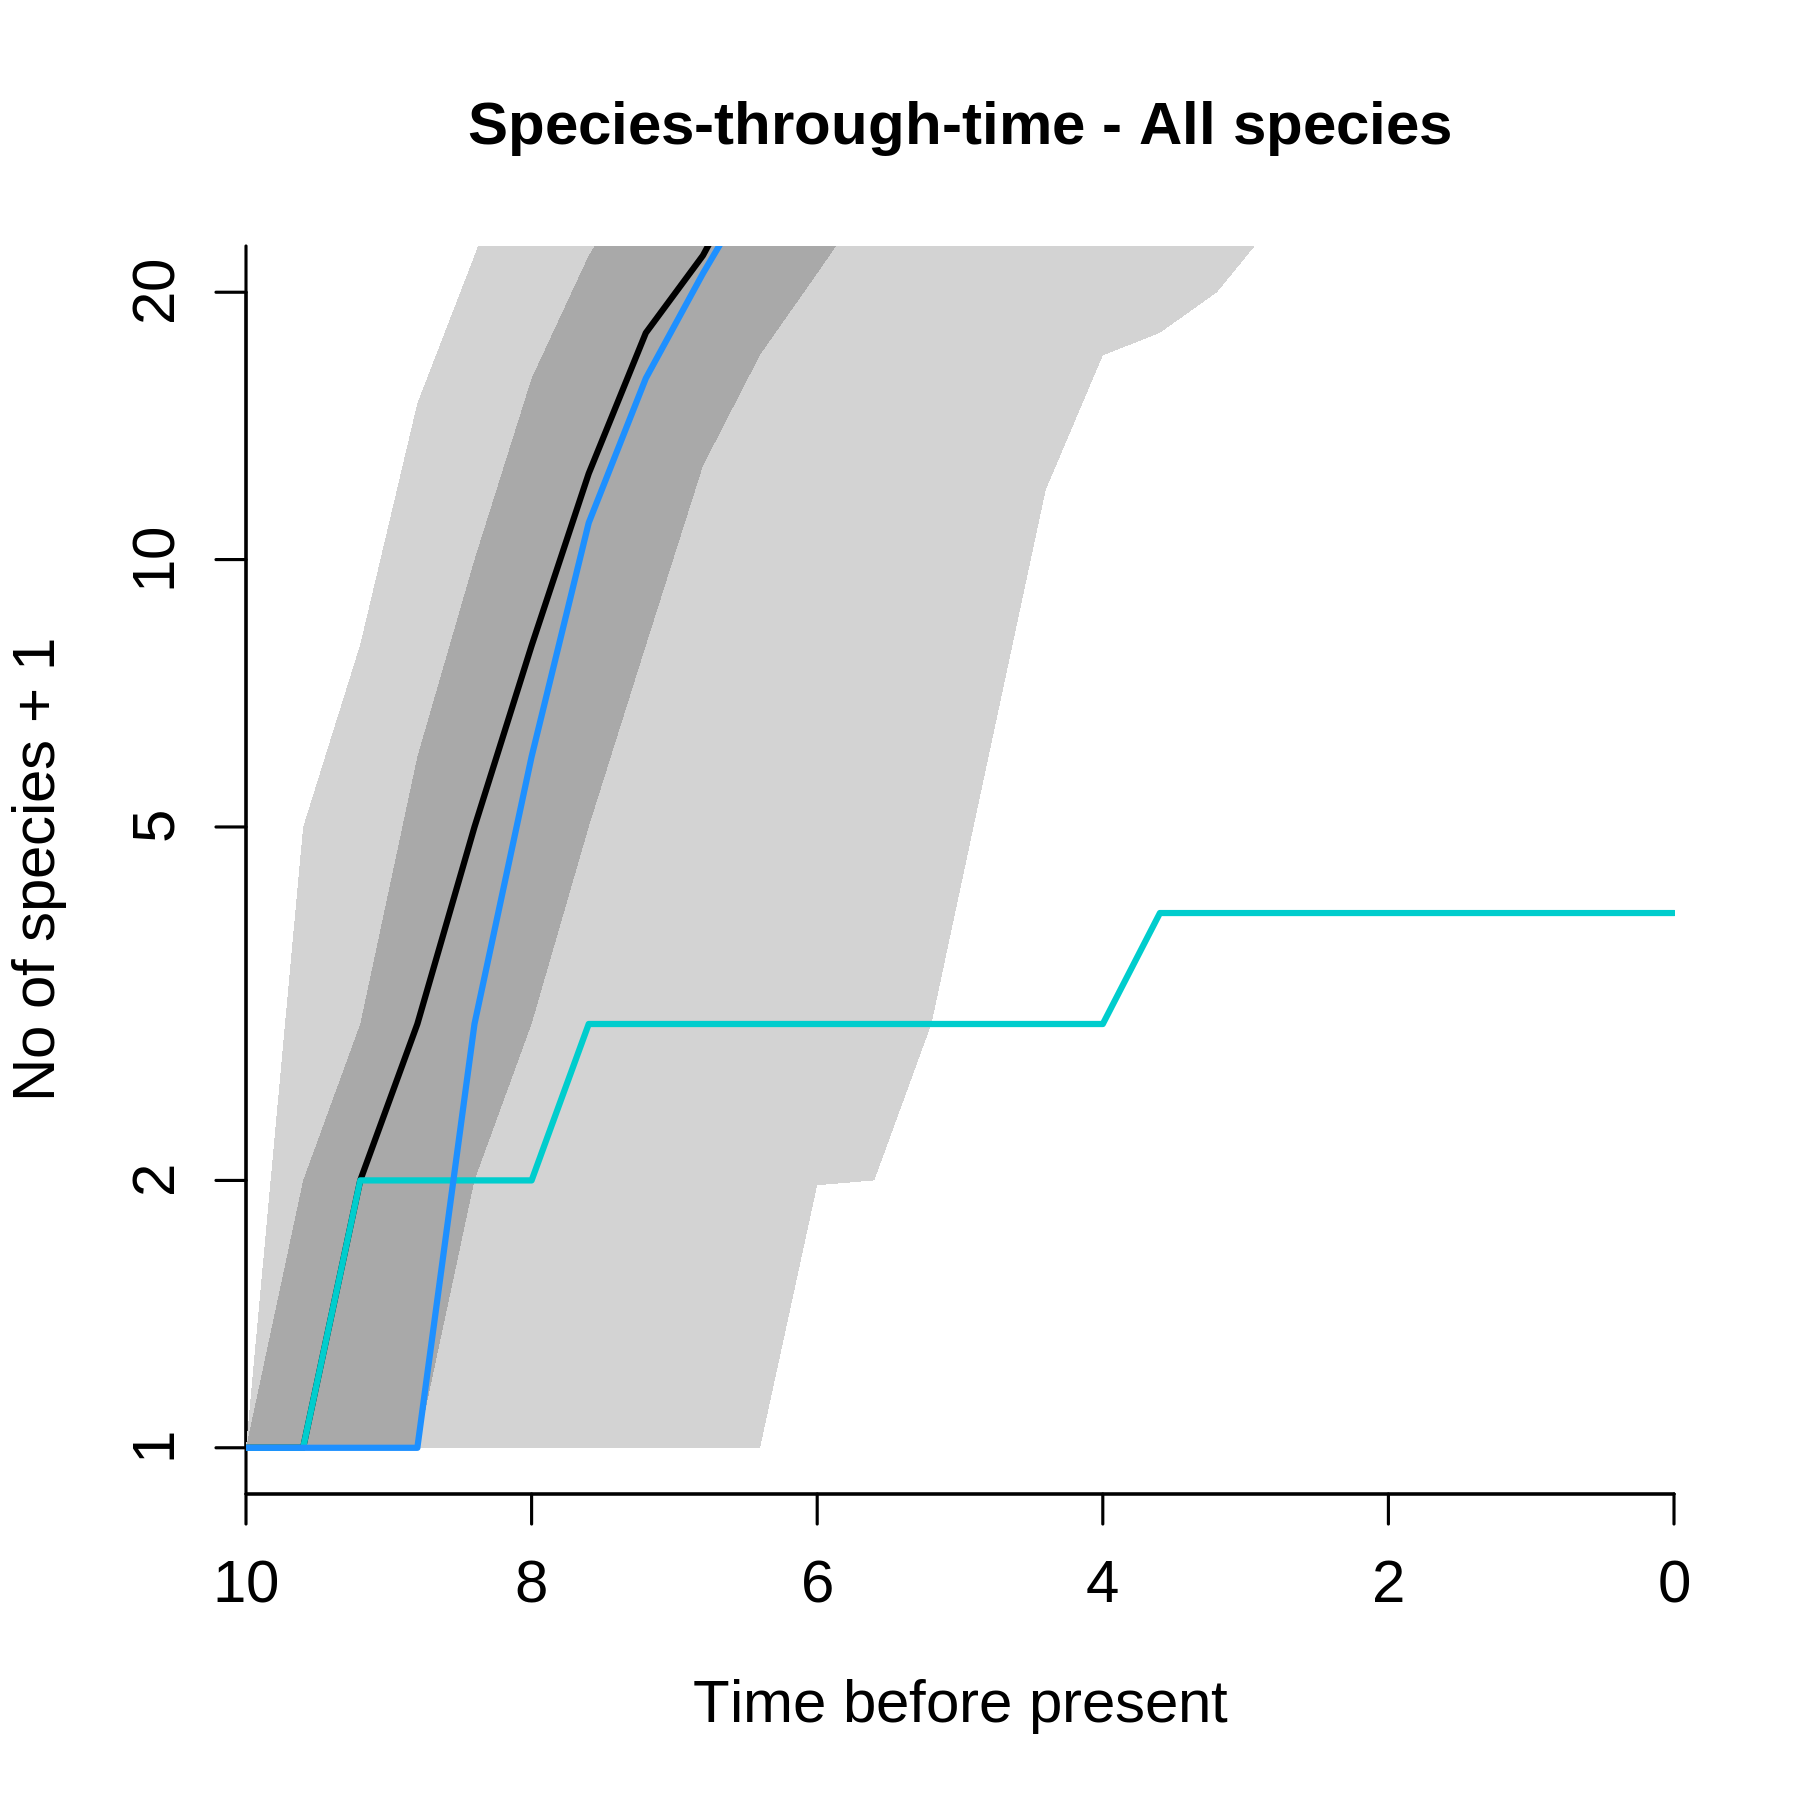 Species-through-time - All species
No of species + 1
20
10
5
2
1
10 8 6 4 2 0
Time before present